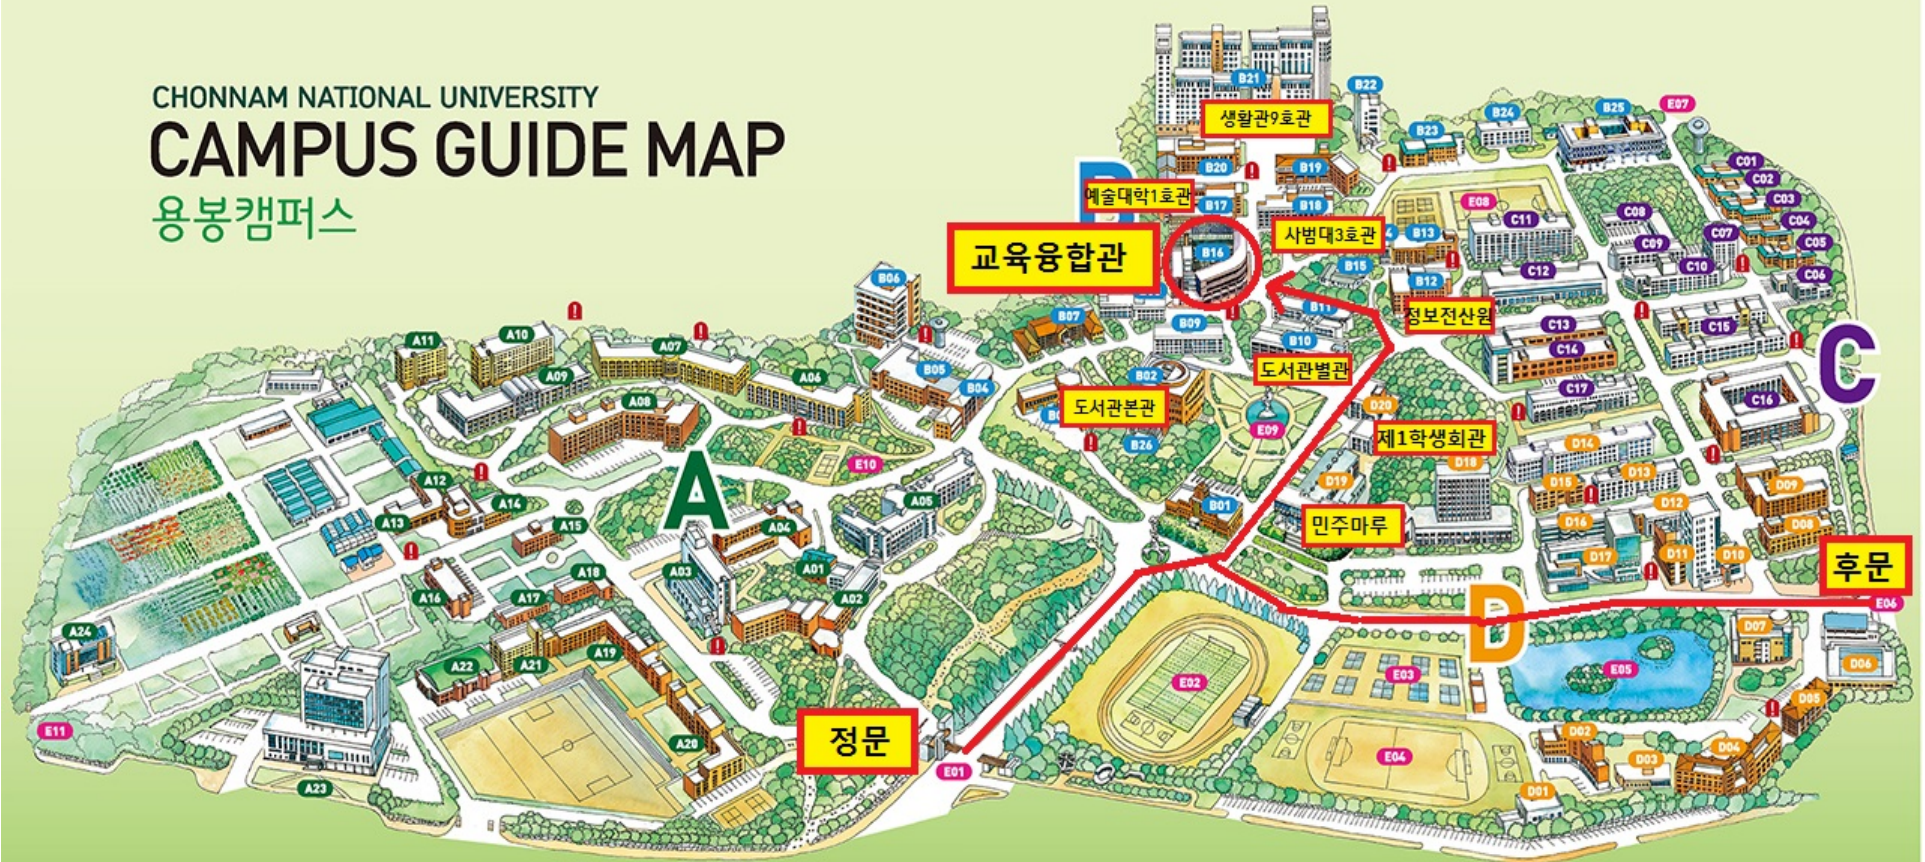 CHONNAM NATIONAL UNIVERSITY
CAMPUS GUIDE MAP
용봉캠퍼스
B21
B22
생활관9호관
B23
B24
B25
E07
B20
B19
B
예술대학1호관
B17
B18
E08
C01
C02
C03
C04
C05
C06
C07
C08
C09
C10
C11
C12
교육융합관
B16
사범대3호관
B13
B15
B12
정보전산원
B11
B10
B09
B07
B06
B05
B04
B02
도서관별관
도서관본관
B26
E09
C13
C14
C15
C16
C17
C
D20
제1학생회관
D19
D18
D14
D13
D15
D12
D09
D16
D08
D17
D11
D10
민주마루
B01
A11
A10
A07
A09
A06
A08
E10
A
A12
A14
A13
A15
A05
A04
A03
A01
A02
A18
A17
A16
A24
A19
A21
A22
A20
A23
E11
정문
E01
E02
E03
E04
E05
D
후문
E06
D07
D06
D05
D04
D03
D02
D01